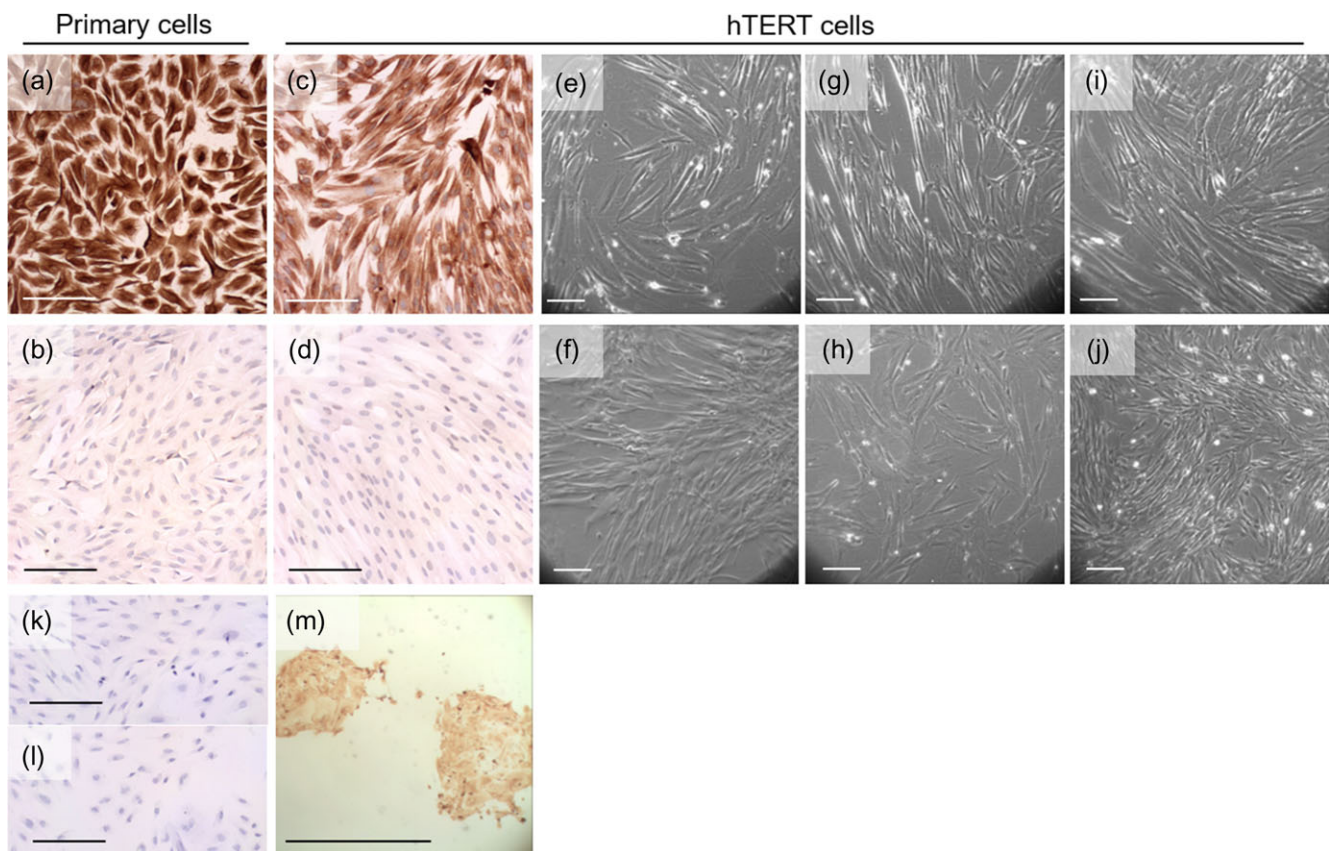 Primary cells
hTERT cells
(a)
(c)
(e)
(g)
(i)
(b)
(d)
(f)
(h)
(j)
(k)
(m)
(l)